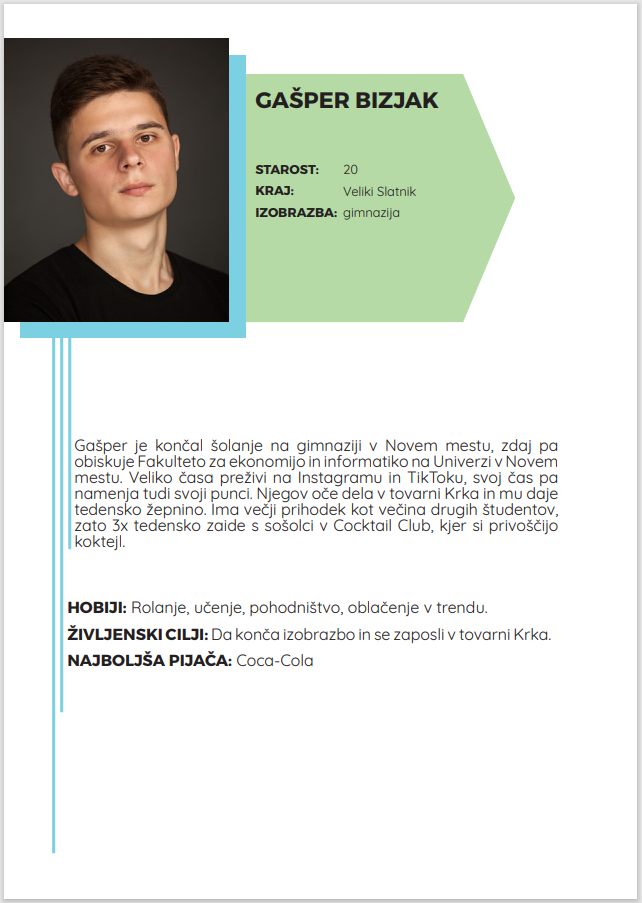 GAŠPER BIZJAK
STAROST: 20
KRAJ: Veliki Slatnik
IZOBRAZBA: gimnazija
Gašper je končal šolanje na gimnaziji v Novem mestu, zdaj pa
obiskuje Fakulteto za ekonomijo in informatiko na Univerzi v Novem
mestu. Veliko časa preživi na Instagramu in TikToku, svoj čas pa
namenja tudi svoji punci. Njegov oče dela v tovarni Krka in mu daje
tedensko žepnino. Ima večji prihodek kot večina drugih študentov,
zato 3x tedensko zaide s sošolci v Cocktail Club, kjer si privoščijo
koktejl.
HOBIJI: Rolanje, učenje, pohodništvo, oblačenje v trendu.
ŽIVLJENSKI CILJI: Da konča izobrazbo in se zaposli v tovarni Krka.
NAJBOLJŠA PIJAČA: Coca-Cola